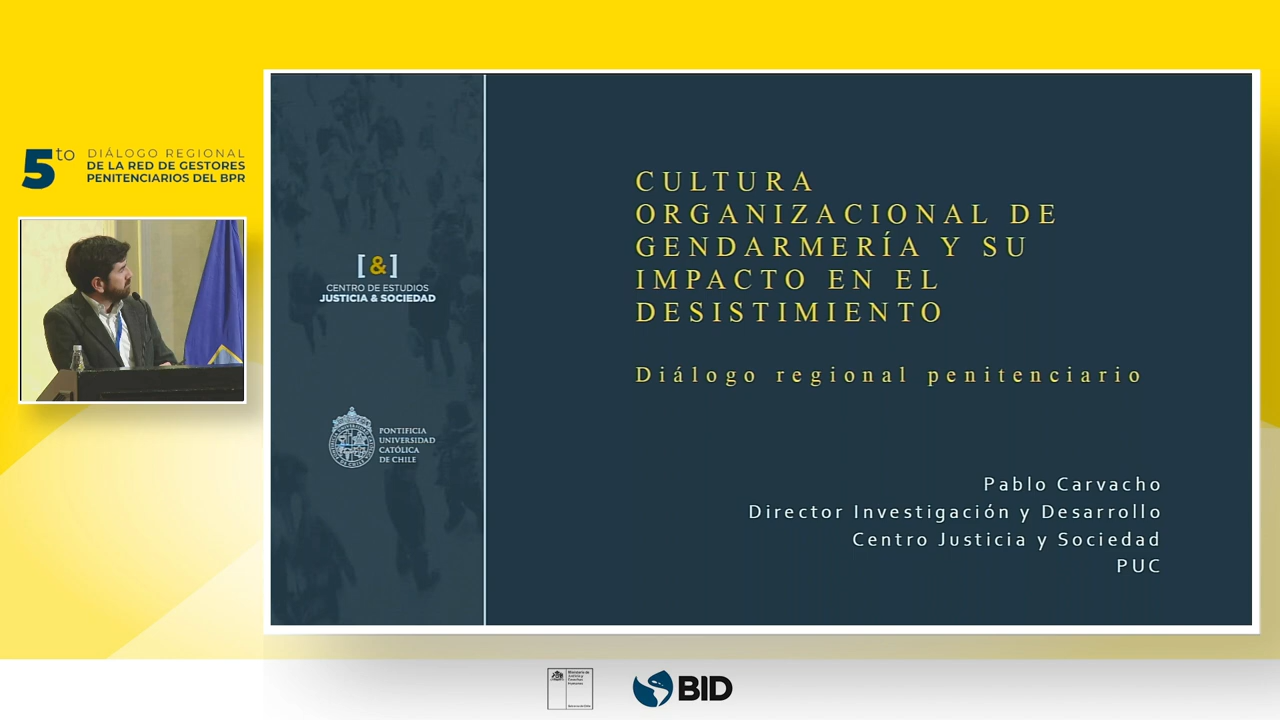 5to DIÁLOGO REGIONAL
DE LA RED DE GESTORES
PENITENCIARIOS DEL BPR
[&]
CENTRO DE ESTUDIOS
JUSTICIA & SOCIEDAD
PONTIFICIA
UNIVERSIDAD
CATÓLICA
DE CHILE
CULTURA
ORGANIZACIONAL DE
GENDARMERÍA Y SU
IMPACTO EN EL
DESISTIMIENTO
Diálogo regional penitenciario
Pablo Carvacho
Director Investigación y Desarrollo
Centro Justicia y Sociedad
PUC
BID